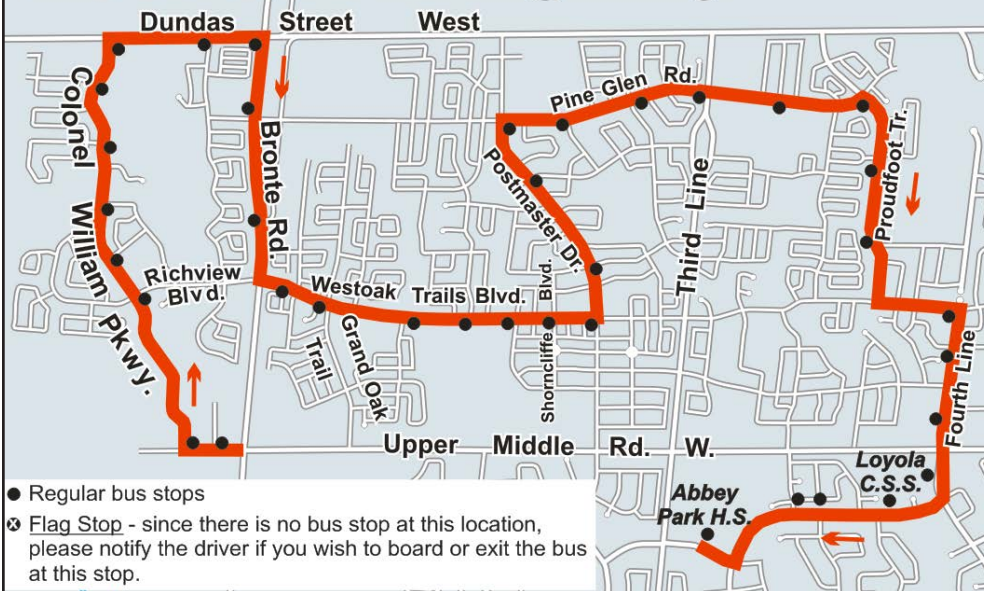 Dundas Street West
Colonel William Pkwy.
Bronte Rd.
Pine Glen Rd.
Proudfoot Tr.
Postmaster Dr.
Third Line
Richview
Blvd.
Westoak Trails Blvd.
Shorncliffe Blvd.
Grand Oak
Trail
Fourth Line
Upper Middle Rd. W.
Loyola
C.S.S.
Abbey
Park H.S.
Regular bus stops
Flag Stop - since there is no bus stop at this location,
please notify the driver if you wish to board or exit the bus
at this stop.